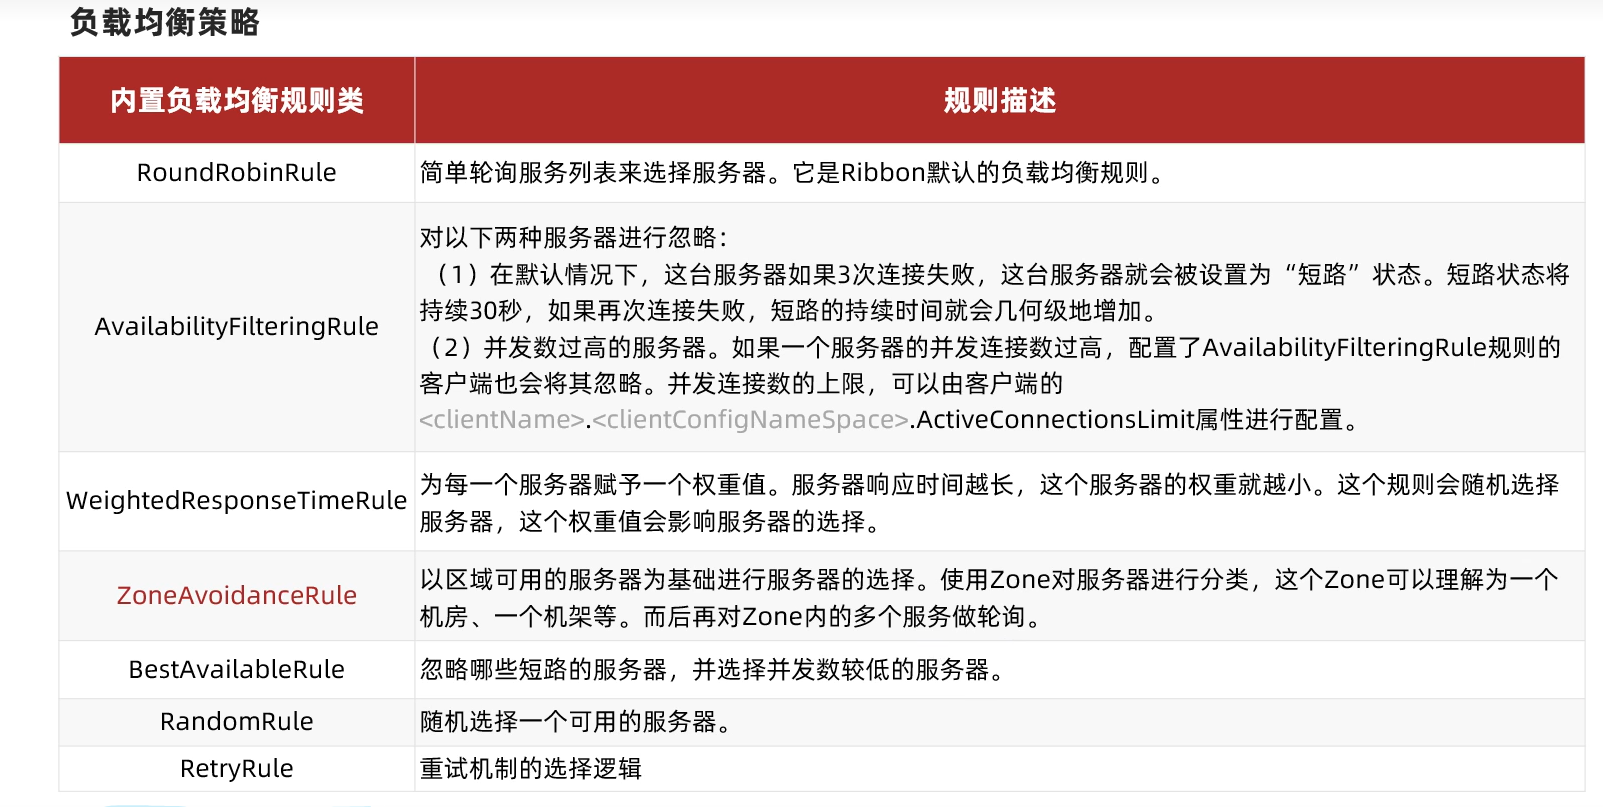 负载均衡策略
内置负载均衡规则类
规则描述
RoundRobinRule
简单轮询服务列表来选择服务器。它是Ribbon默认的负载均衡规则。
AvailabilityFilteringRule
对以下两种服务器进行忽略：
（1）在默认情况下，这台服务器如果3次连接失败，这台服务器就会被设置为“短路”状态。短路状态将
持续30秒，如果再次连接失败，短路的持续时间就会几何级地增加。
（2）并发数过高的服务器。如果一个服务器的并发连接数过高，配置了AvailabilityFilteringRule规则的
客户端也会将其忽略。并发连接数的上限，可以由客户端的
<clientName>.<clientConfigNameSpace>.ActiveConnectionsLimit属性进行配置。
WeightedResponseTimeRule
为每一个服务器赋予一个权重值。服务器响应时间越长，这个服务器的权重就越小。这个规则会随机选择
服务器，这个权重值会影响服务器的选择。
ZoneAvoidanceRule
以区域可用的服务器为基础进行服务器的选择。使用Zone对服务器进行分类，这个Zone可以理解为一个
机房、一个机架等。而后再对Zone内的多个服务做轮询。
BestAvailableRule
忽略哪些短路的服务器，并选择并发数较低的服务器。
RandomRule
随机选择一个可用的服务器。
RetryRule
重试机制的选择逻辑